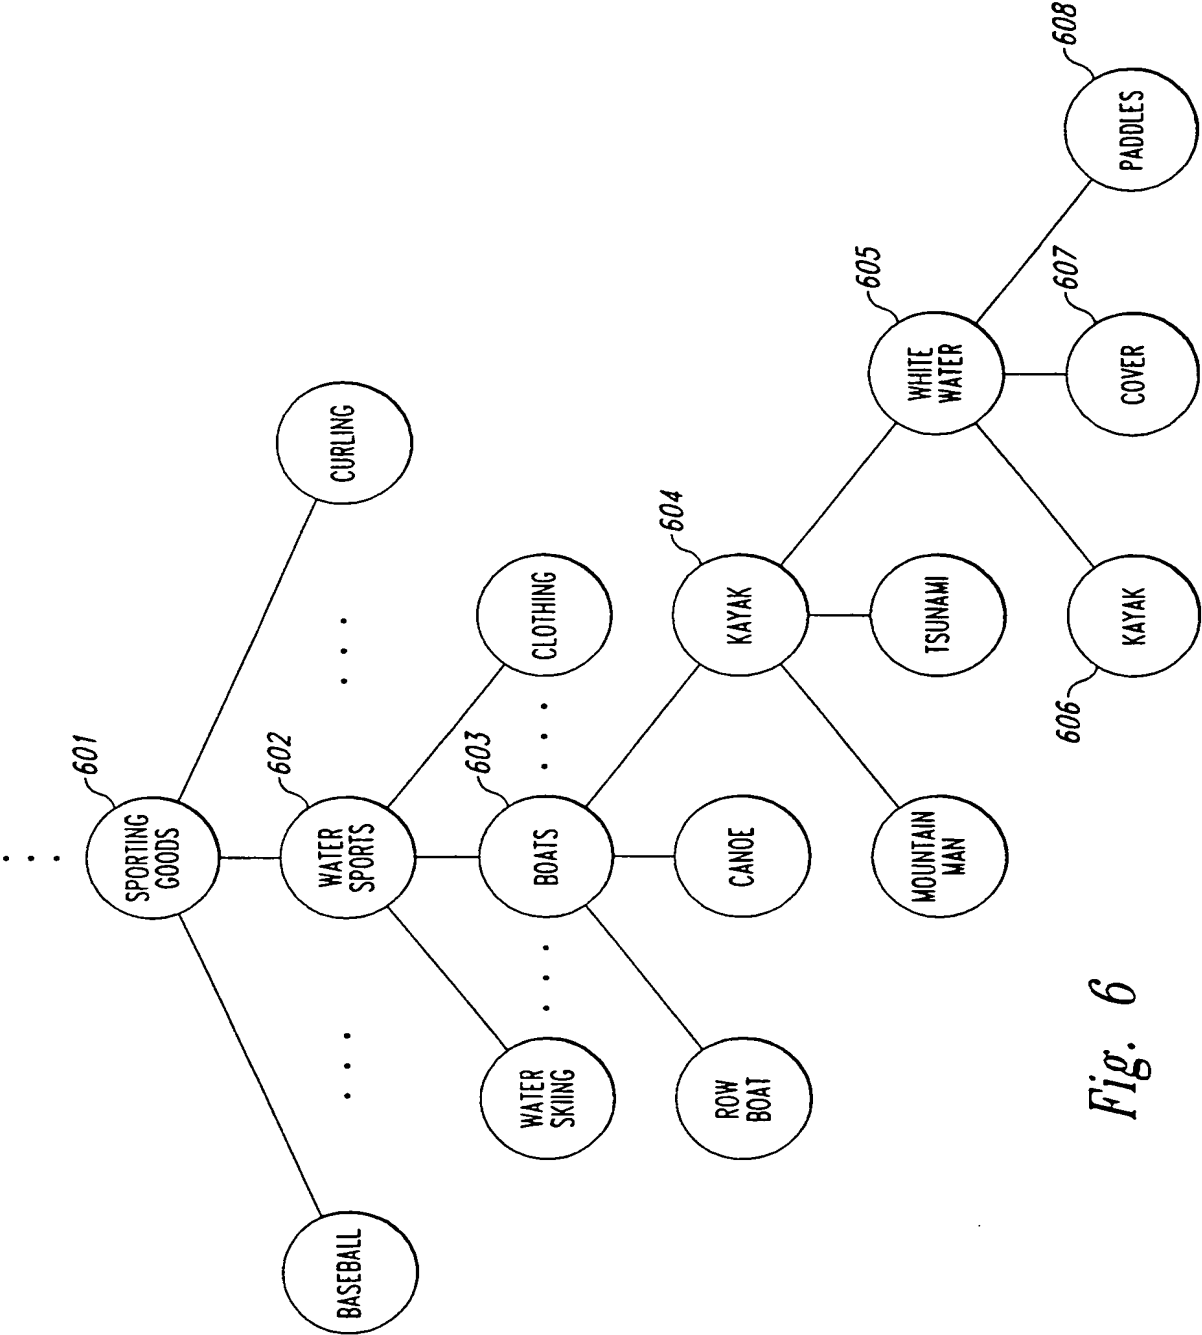 601
SPORTING
GOODS
BASEBALL
602
WATER
SPORTS
CURLING
WATER
SKIING
603
BOATS
CLOTHING
ROW
BOAT
CANOE
604
KAYAK
MOUNTAIN
MAN
TSUNAMI
605
WHITE
WATER
606
KAYAK
607
COVER
608
PADDLES
Fig. 6